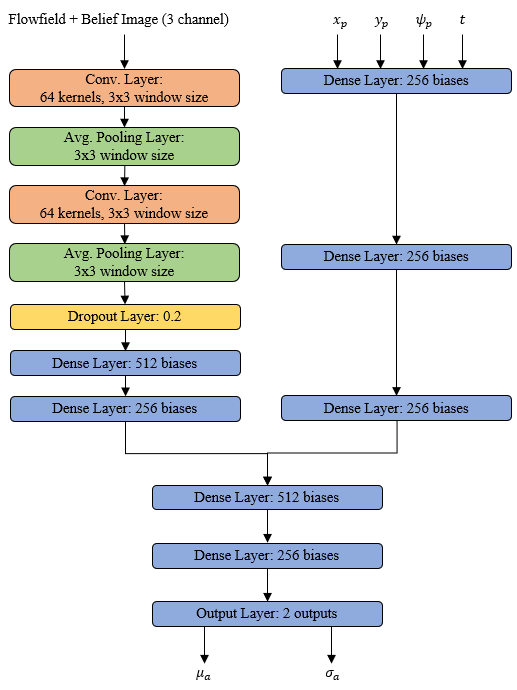 Flowfield + Belief Image (3 channel)
x_p y_p ψ_p t
Conv. Layer:
64 kernels, 3x3 window size
Dense Layer: 256 biases
Avg. Pooling Layer:
3x3 window size
Conv. Layer:
64 kernels, 3x3 window size
Avg. Pooling Layer:
3x3 window size
Dense Layer: 256 biases
Dropout Layer: 0.2
Dense Layer: 512 biases
Dense Layer: 256 biases
Dense Layer: 256 biases
Dense Layer: 512 biases
Dense Layer: 256 biases
Output Layer: 2 outputs
μ_a σ_a